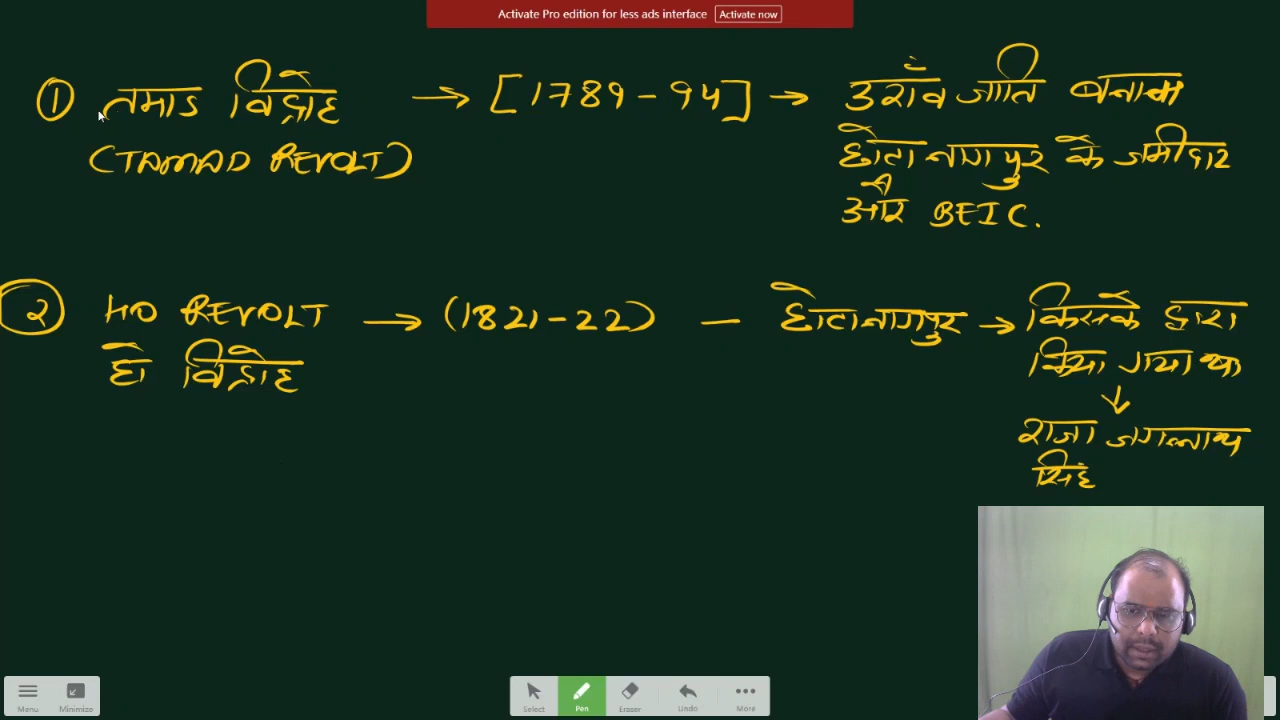 Activate Pro edition for less ads interface Activate now
① तमाड विद्रोह → [1789-94] → उराँव जाति बनाम
(TAMAD REVOLT) छोटा नागपुर के जमीदार
और BEIC.
② HO REVOLT → (1821-22) - छोटानागपुर → किसके द्वारा
हो विद्रोह किया गया था
↓
राजा जगन्नाथ
सिंह
Menu Minimize Select Pen Eraser Undo More